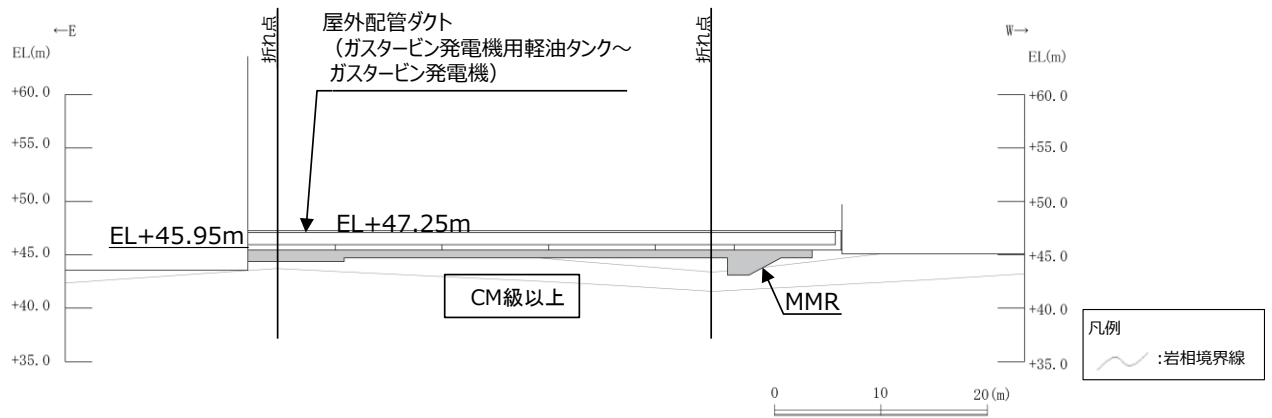 ←E
EL(m)
+60.0
+55.0
+50.0
+45.0
+40.0
+35.0
折れ点
屋外配管ダクト
（ガスタービン発電機用軽油タンク～
ガスタービン発電機）
折れ点
EL+47.25m
EL+45.95m
CM級以上
MMR
W→
EL(m)
+60.0
+55.0
+50.0
+45.0
+40.0
+35.0
凡例
:岩相境界線
0 10 20(m)